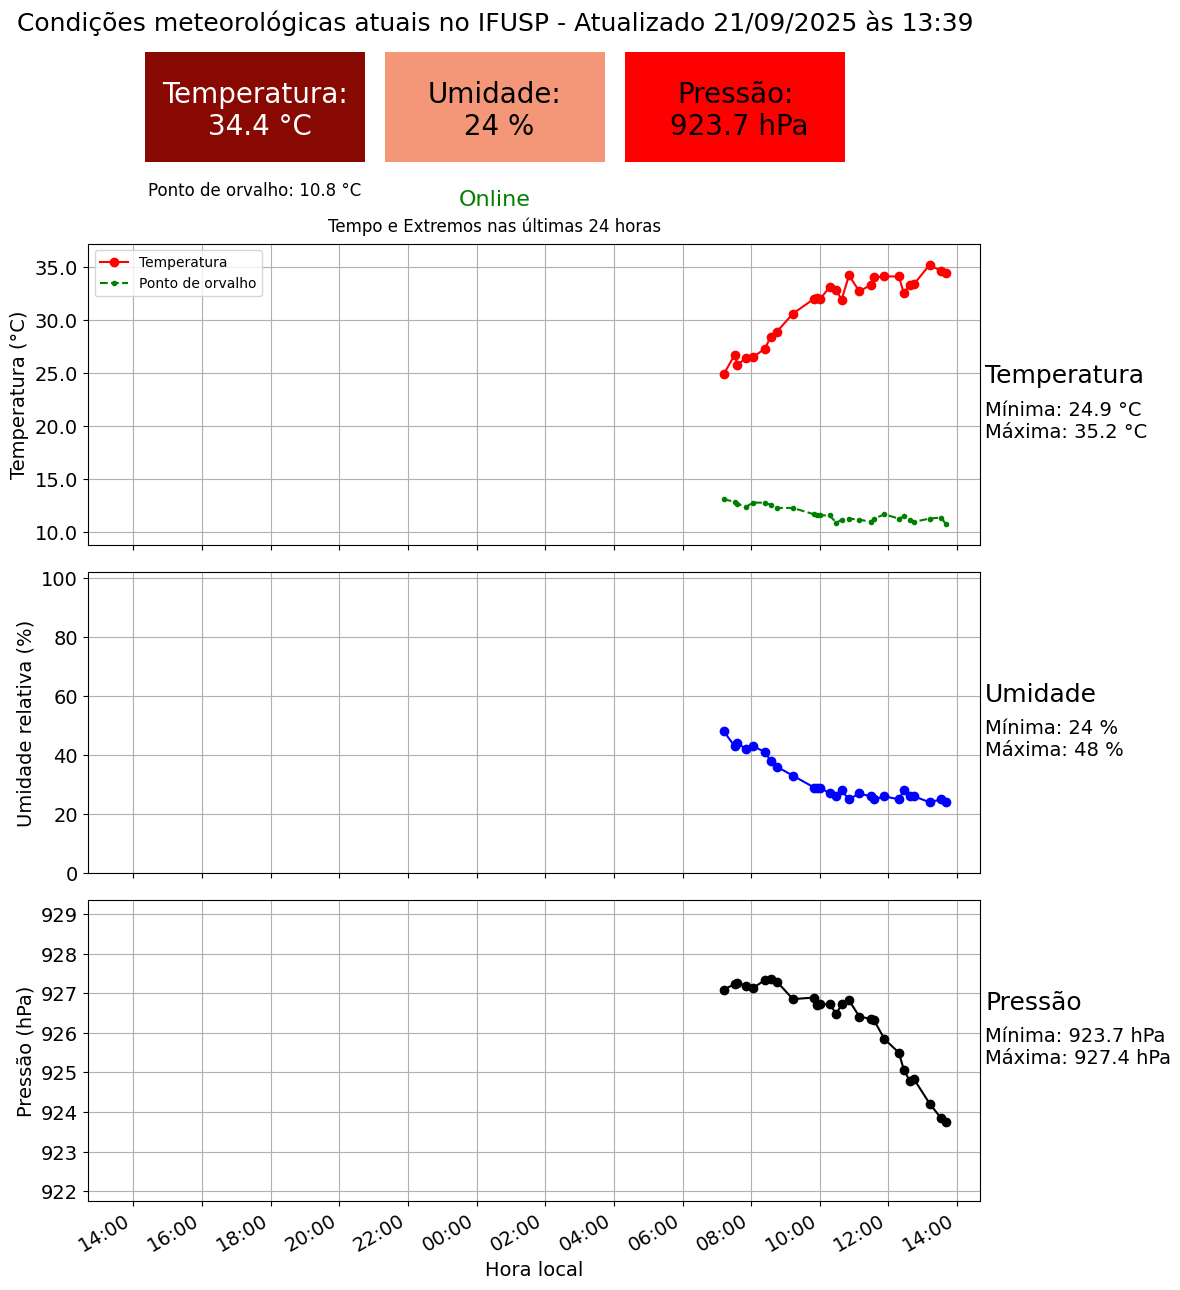 Condições meteorológicas atuais no IFUSP - Atualizado 21/09/2025 às 13:39
Temperatura:
34.4 °C
Umidade:
24 %
Pressão:
923.7 hPa
Ponto de orvalho: 10.8 °C
Online
Tempo e Extremos nas últimas 24 horas
Temperatura
Ponto de orvalho
Temperatura (°C)
35.0
30.0
25.0
20.0
15.0
10.0
Temperatura
Mínima: 24.9 °C
Máxima: 35.2 °C
Umidade relativa (%)
100
80
60
40
20
0
Umidade
Mínima: 24 %
Máxima: 48 %
Pressão (hPa)
929
928
927
926
925
924
923
922
Pressão
Mínima: 923.7 hPa
Máxima: 927.4 hPa
14:00 16:00 18:00 20:00 22:00 00:00 02:00 04:00 06:00 08:00 10:00 12:00 14:00
Hora local